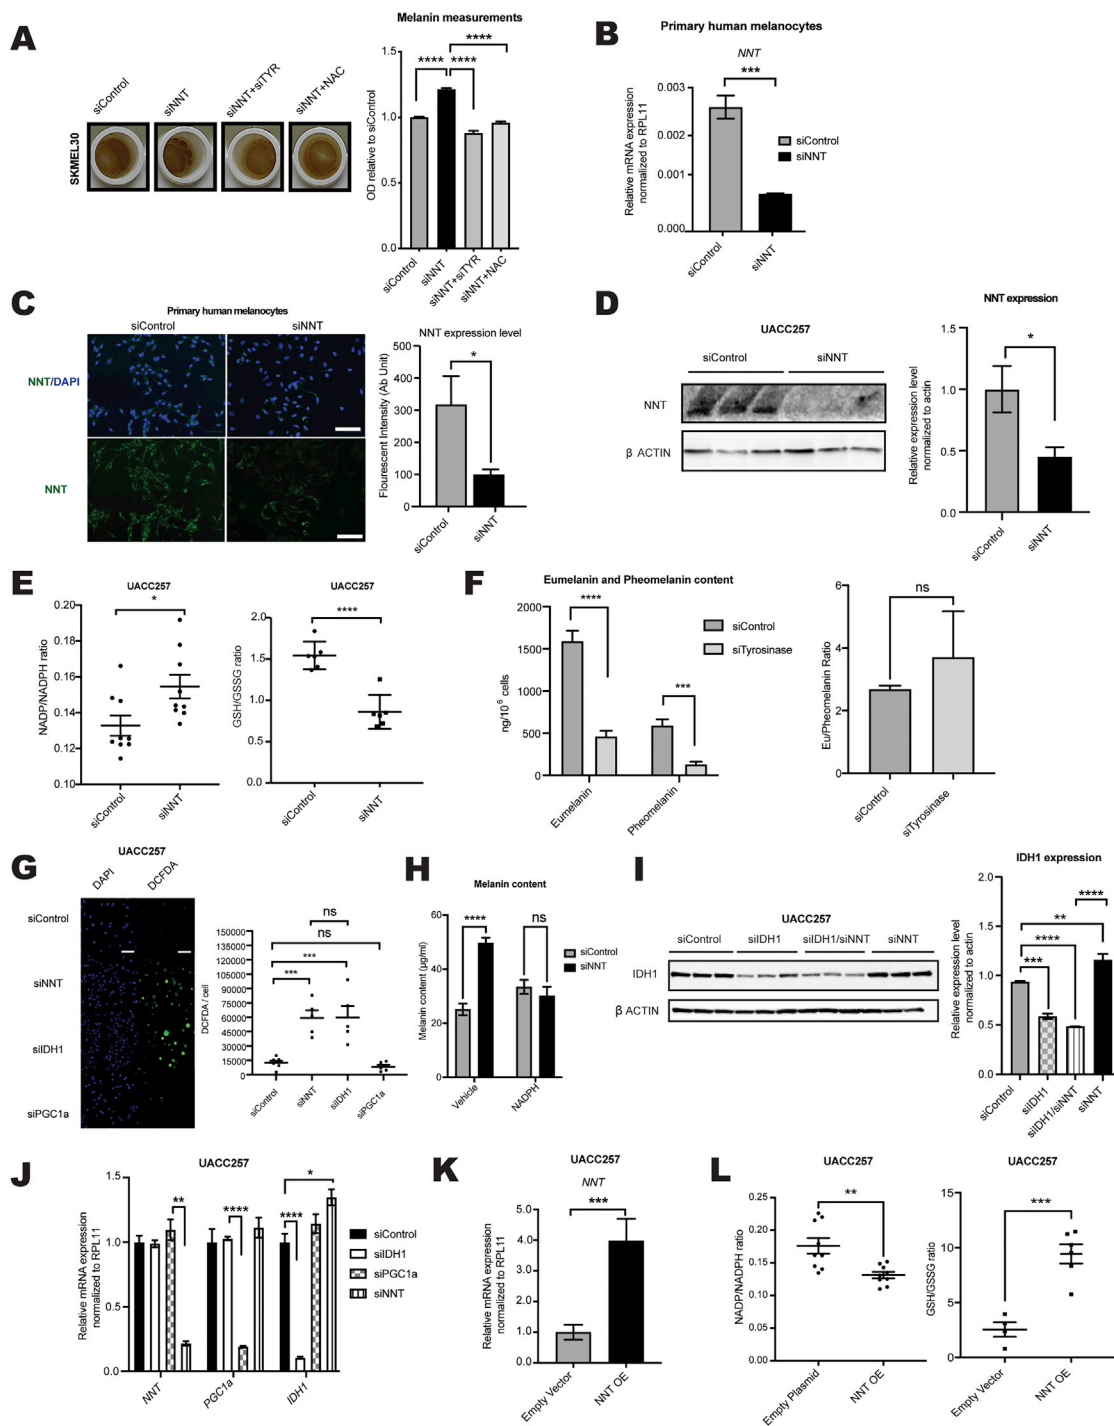 A
Melanin measurements
siControl
siNNT
siNNT+siTYR
siNNT+NAC
SKMEL30
OD relative to siControl
1.5
1.0
0.5
0.0
****
****
****
siControl
siNNT
siNNT+siTYR
siNNT+NAC
B
Primary human melanocytes
NNT
***
Relative mRNA expression
normalized to RPL11
0.003
0.002
0.001
0.000
siControl
siNNT
siControl
siNNT
C
Primary human melanocytes
siControl
siNNT
NNT/DAPI
NNT
NNT expression level
Flourescent Intensity (Ab Unit)
500
400
300
200
100
0
*
siControl
siNNT
D
UACC257
siControl
siNNT
NNT
β ACTIN
NNT expression
Relative expression level
normalized to actin
1.5
1.0
0.5
0.0
*
siControl
siNNT
E
UACC257
*
NADP/NADPH ratio
0.20
0.18
0.16
0.14
0.12
0.10
siControl
siNNT
UACC257
****
GSH/GSSG ratio
2.0
1.5
1.0
0.5
0.0
siControl
siNNT
F
Eumelanin and Pheomelanin content
ng/10⁶ cells
2000
1500
1000
500
0
****
***
siControl
siTyrosinase
Eumelanin
Pheomelanin
Eu/Pheomelanin Ratio
6
4
2
0
ns
siControl
siTyrosinase
G
UACC257
DAPI
DCFDA
siControl
siNNT
siIDH1
siPGC1a
DCFDA / cell
150000
135000
120000
105000
90000
75000
60000
45000
30000
15000
0
ns
ns
***
***
siControl
siNNT
siIDH1
siPGC1a
H
Melanin content
Melanin content (µg/ml)
60
40
20
0
****
ns
siControl
siNNT
Vehicle
NADPH
I
UACC257
siControl
siIDH1
siIDH1/siNNT
siNNT
IDH1
β ACTIN
IDH1 expression
Relative expression level
normalized to actin
2.0
1.5
1.0
0.5
0.0
****
**
****
***
siControl
siIDH1
siIDH1/siNNT
siNNT
J
UACC257
Relative mRNA expression
normalized to RPL11
1.5
1.0
0.5
0.0
**
****
****
*
siControl
siIDH1
siPGC1a
siNNT
NNT
PGC1a
IDH1
K
UACC257
NNT
***
Relative mRNA expression
normalized to RPL11
5.0
4.0
3.0
2.0
1.0
0.0
Empty Vector
NNT OE
L
UACC257
**
NADP/NADPH ratio
0.25
0.20
0.15
0.10
0.05
0.00
Empty Plasmid
NNT OE
UACC257
***
GSH/GSSG ratio
15
10
5
0
Empty Vector
NNT OE